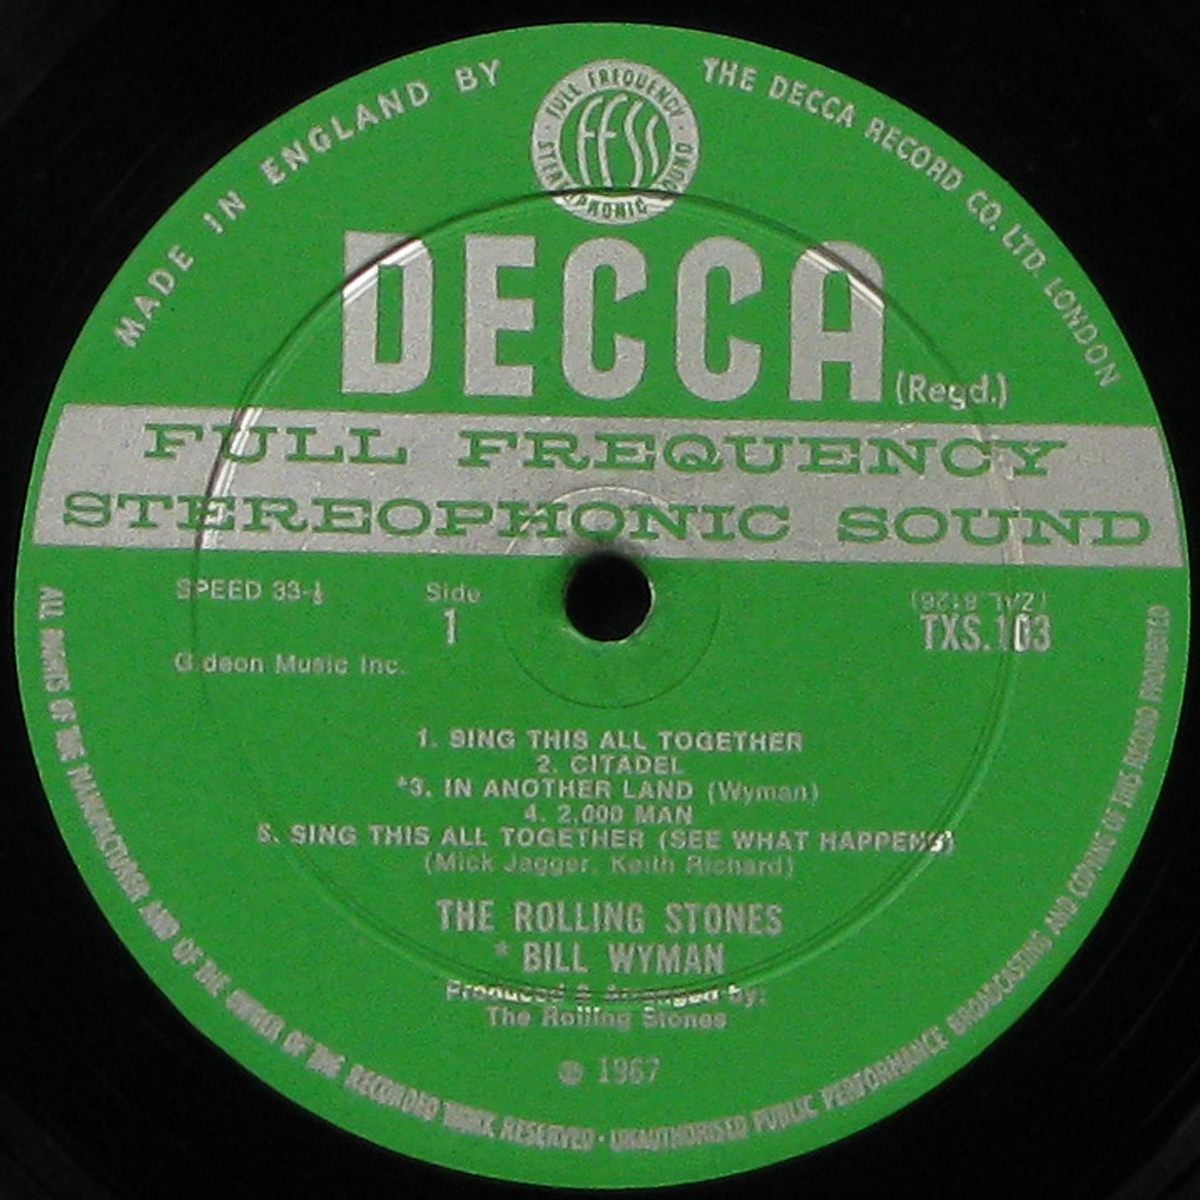 MADE IN ENGLAND BY
THE DECCA RECORD CO. LTD. LONDON
FULL FREQUENCY · STEREOPHONIC SOUND ·
FFSS
DECCA (Regd.)
FULL FREQUENCY
STEREOPHONIC SOUND
SPEED 33-⅓
Side
1
(ZAL 8126)
TXS.103
Gideon Music Inc.
1. SING THIS ALL TOGETHER
2. CITADEL
*3. IN ANOTHER LAND (Wyman)
4. 2,000 MAN
5. SING THIS ALL TOGETHER (SEE WHAT HAPPENS)
(Mick Jagger, Keith Richard)
THE ROLLING STONES
* BILL WYMAN
Produced & Arranged by:
The Rolling Stones
℗ 1967
ALL RIGHTS OF THE MANUFACTURER AND OF THE OWNER OF THE RECORDED WORK RESERVED · UNAUTHORISED PUBLIC PERFORMANCE BROADCASTING AND COPYING OF THIS RECORD PROHIBITED